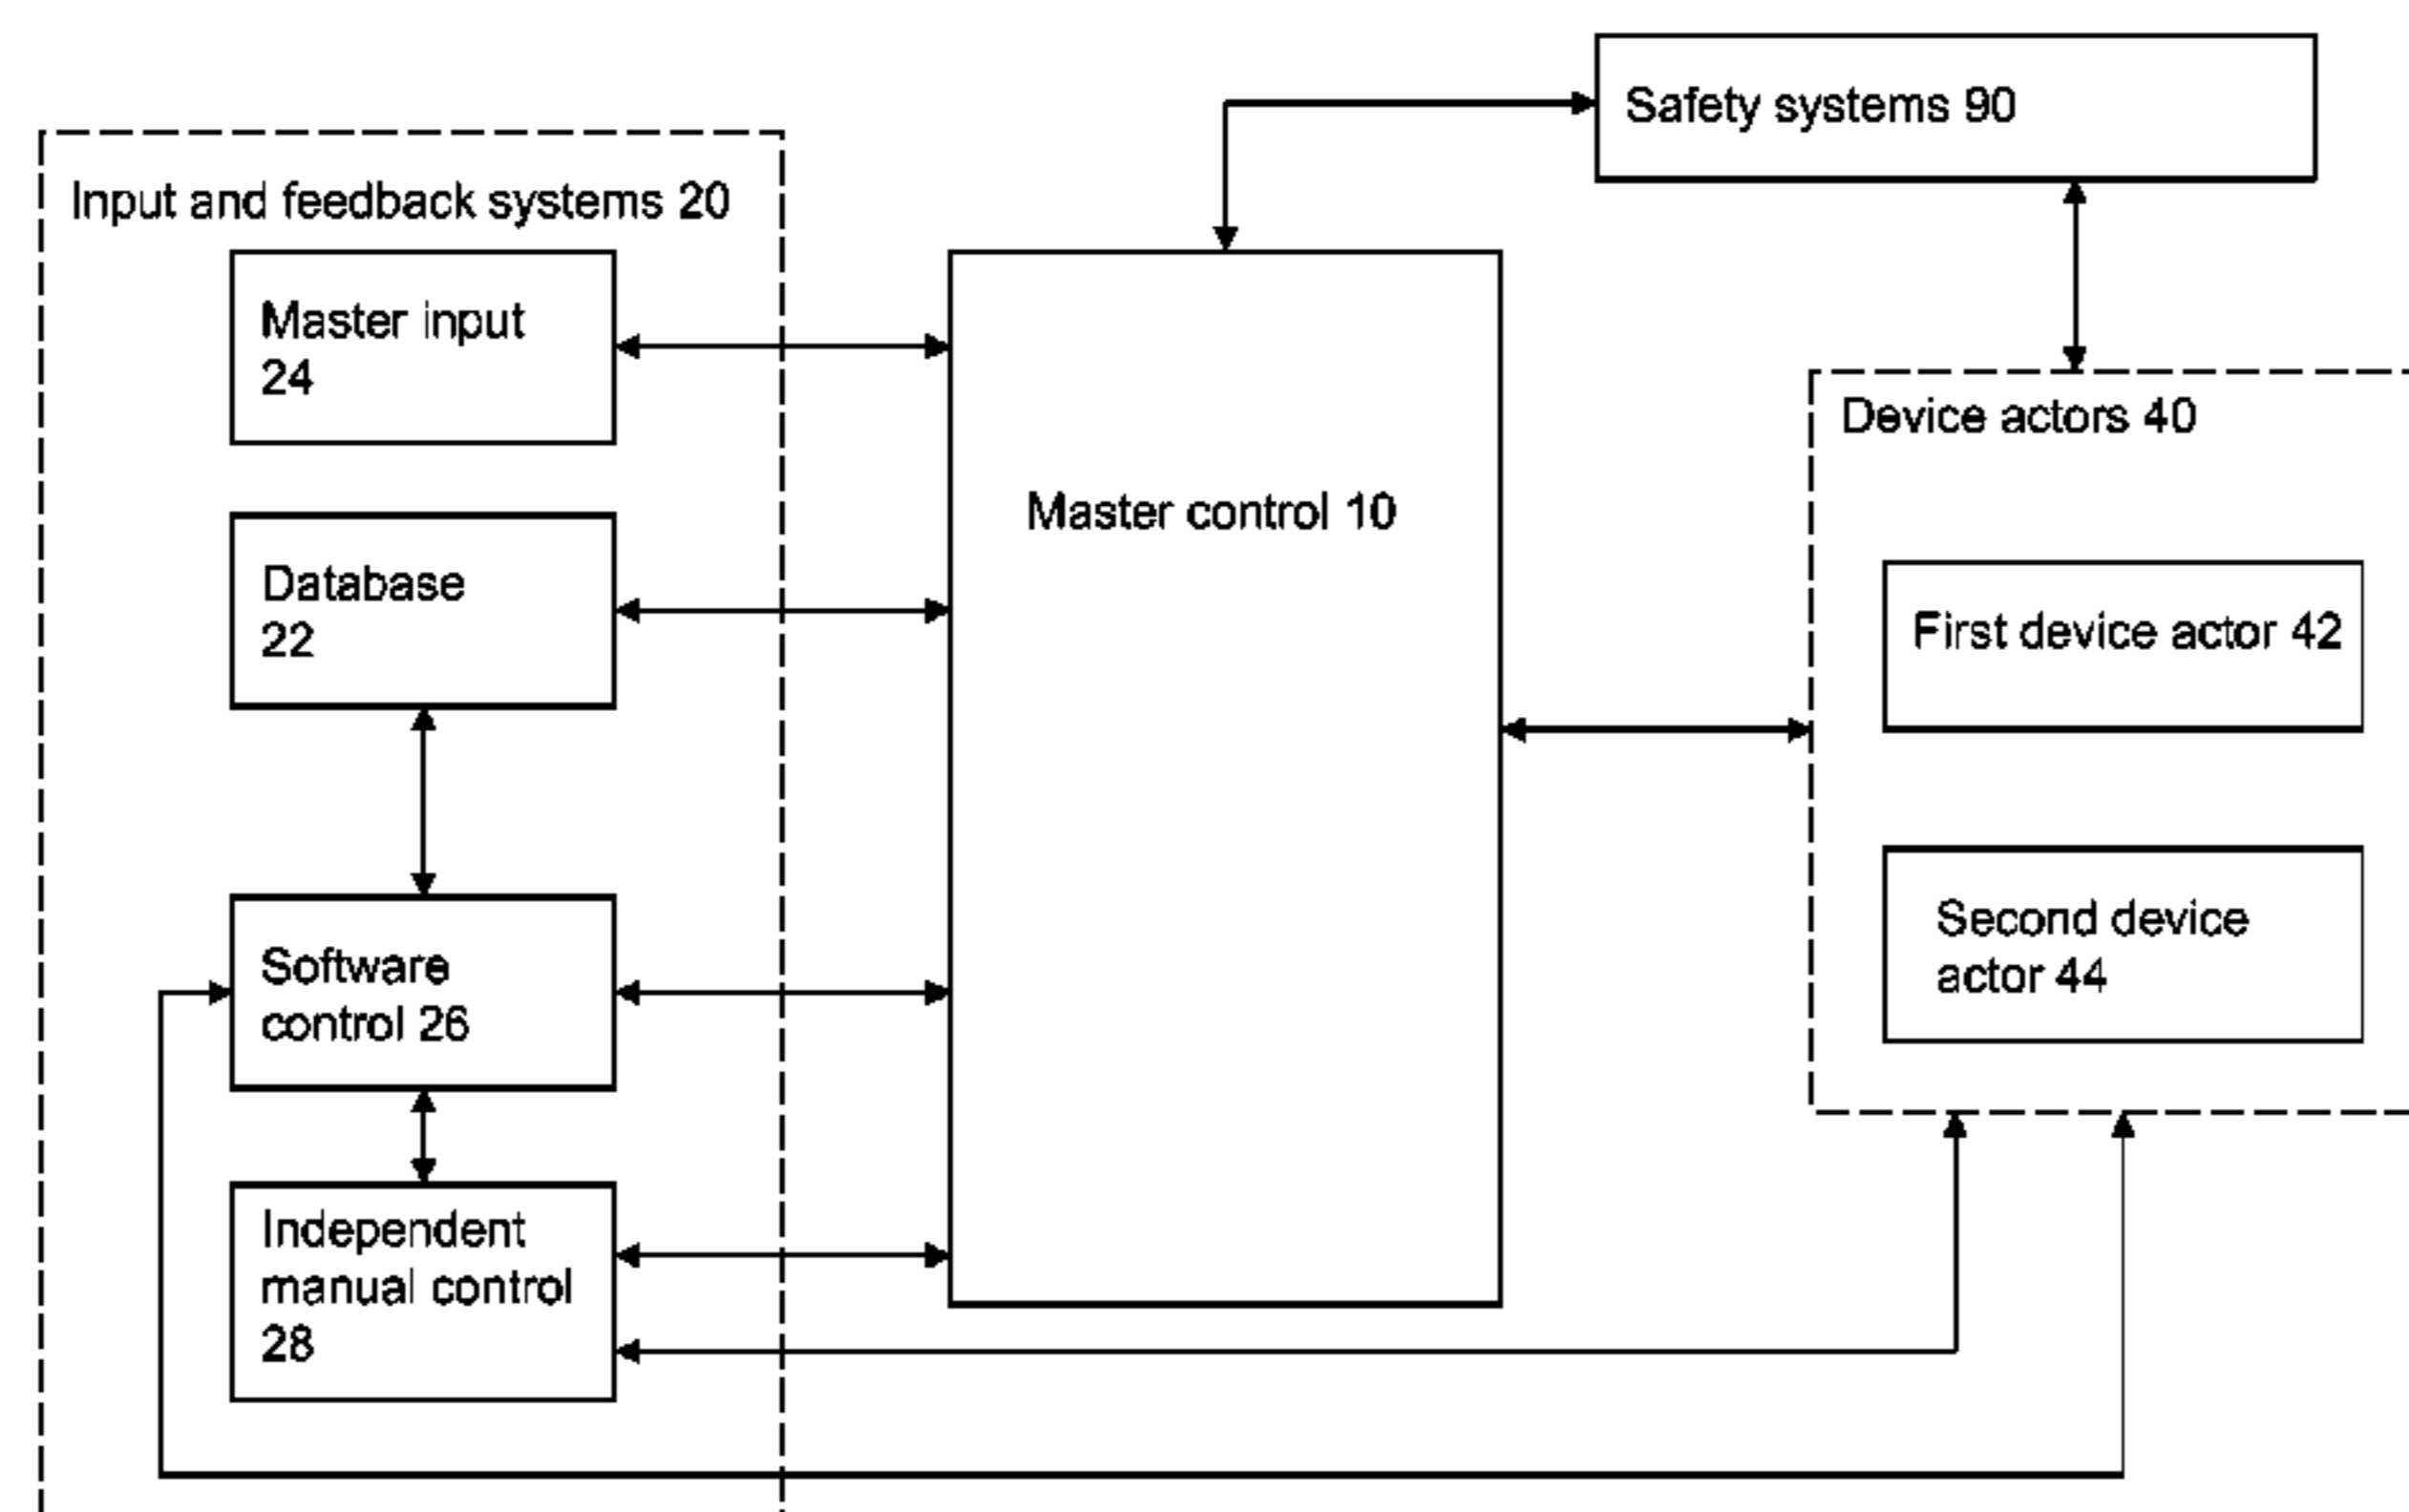 Safety systems 90
Input and feedback systems 20
Master input
24
Database
22
Software
control 26
Independent
manual control
28
Master control 10
Device actors 40
First device actor 42
Second device
actor 44